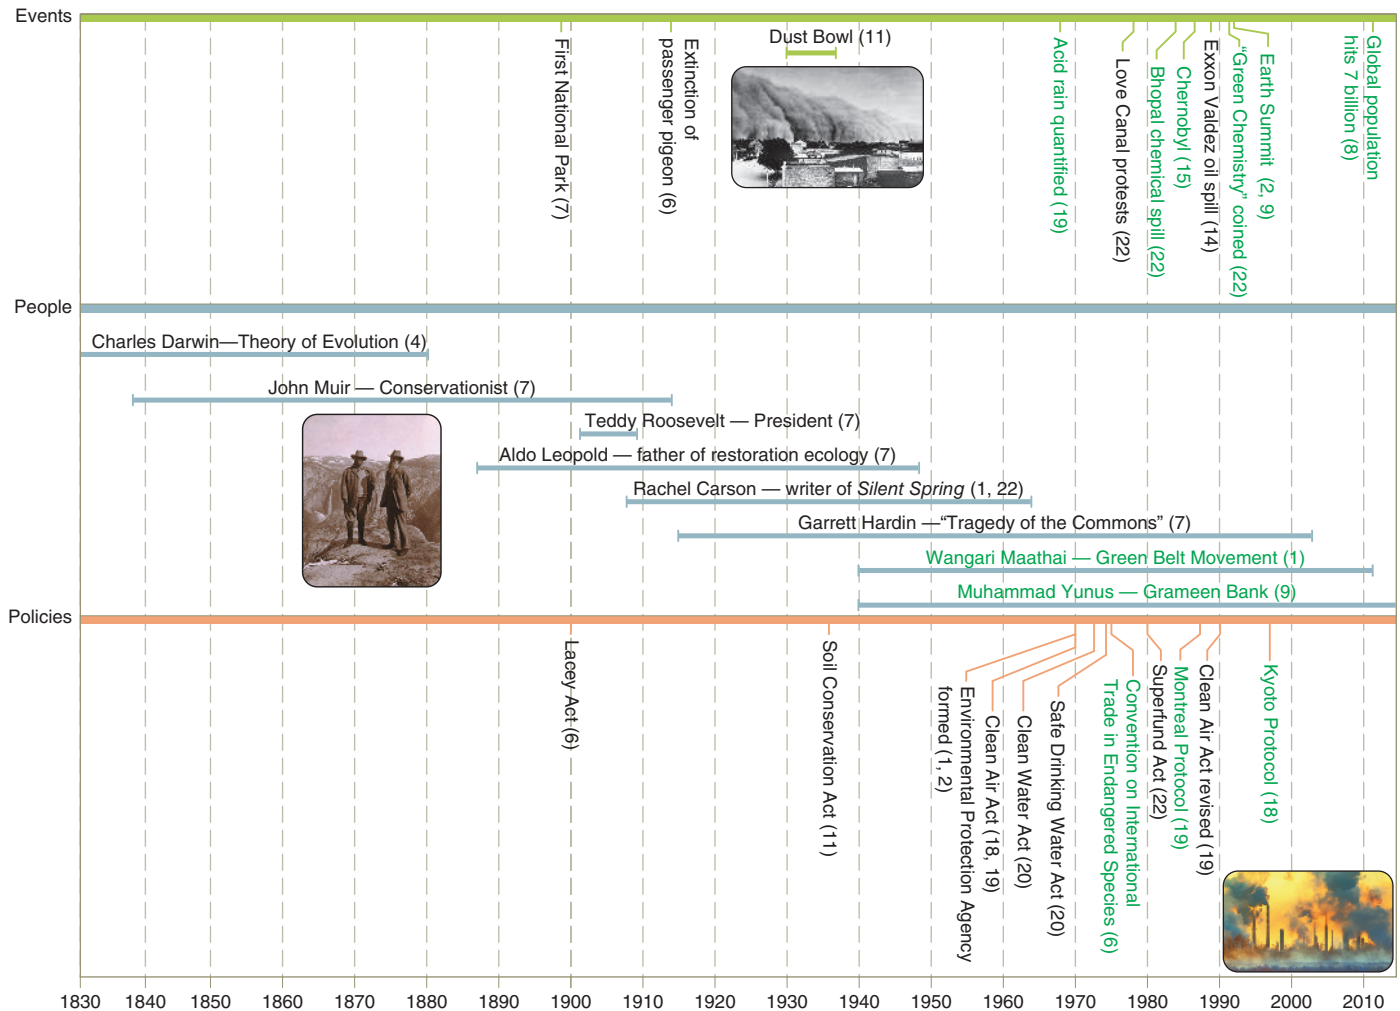 Events
First National Park (7)
Extinction of
passenger pigeon (6)
Dust Bowl (11)
Acid rain quantified (19)
Love Canal protests (22)
Bhopal chemical spill (22)
Chernobyl (15)
Exxon Valdez oil spill (14)
“Green Chemistry” coined (22)
Earth Summit (2, 9)
Global population
hits 7 billion (8)
People
Charles Darwin—Theory of Evolution (4)
John Muir — Conservationist (7)
Teddy Roosevelt — President (7)
Aldo Leopold — father of restoration ecology (7)
Rachel Carson — writer of Silent Spring (1, 22)
Garrett Hardin —“Tragedy of the Commons” (7)
Wangari Maathai — Green Belt Movement (1)
Muhammad Yunus — Grameen Bank (9)
Policies
Lacey Act (6)
Soil Conservation Act (11)
Environmental Protection Agency
formed (1, 2)
Clean Air Act (18, 19)
Clean Water Act (20)
Safe Drinking Water Act (20)
Convention on International
Trade in Endangered Species (6)
Superfund Act (22)
Montreal Protocol (19)
Clean Air Act revised (19)
Kyoto Protocol (18)
1830 1840 1850 1860 1870 1880 1890 1900 1910 1920 1930 1940 1950 1960 1970 1980 1990 2000 2010